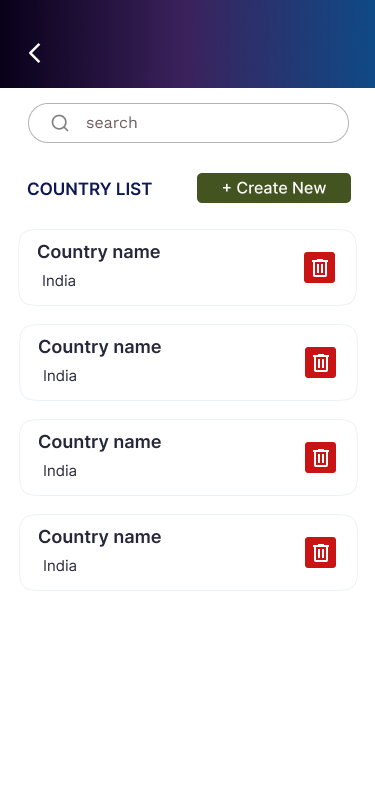 search
COUNTRY LIST
+ Create New
Country name
India
Country name
India
Country name
India
Country name
India